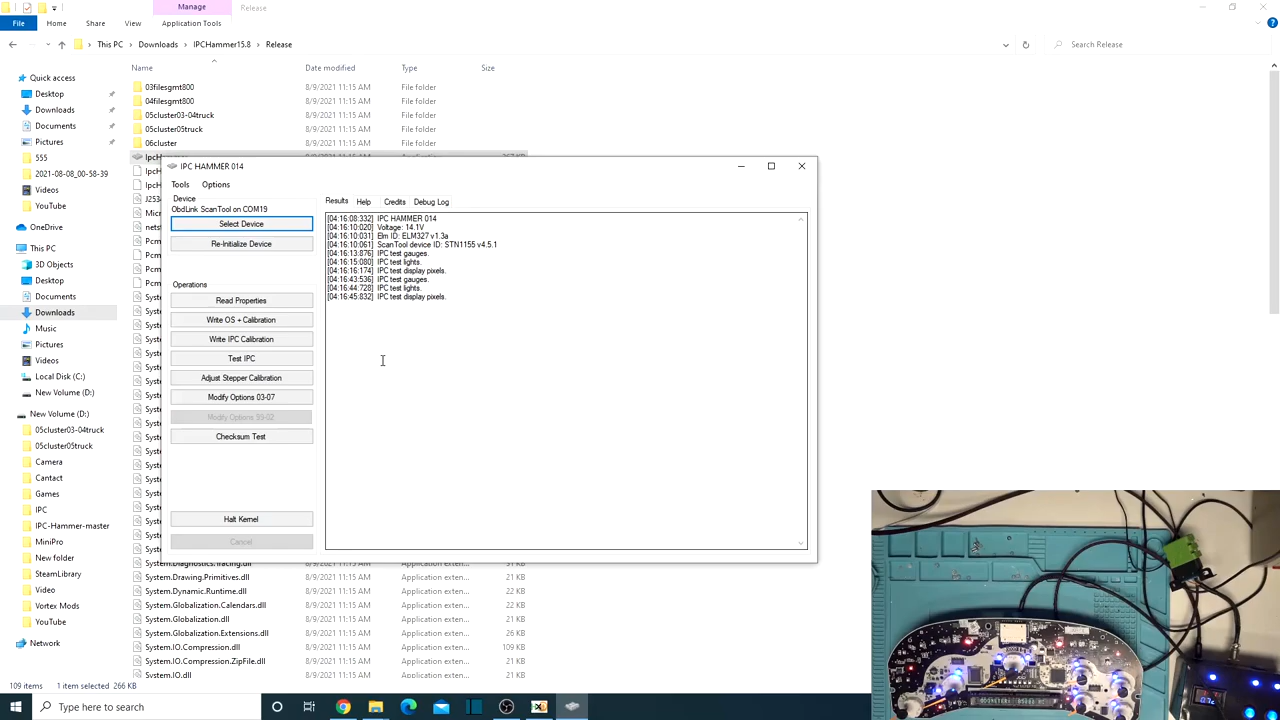 Manage
Release
File
Home
Share
View
Application Tools
This PC
Downloads
IPCHammer15.8
Release
Search Release
Name
Date modified
Type
Size
Quick access
Desktop
Downloads
Documents
Pictures
555
2021-08-08_00-58-39
Videos
YouTube
OneDrive
This PC
3D Objects
Desktop
Documents
Downloads
Music
Pictures
Videos
Local Disk (C:)
New Volume (D:)
New Volume (D:)
05cluster03-04truck
05cluster05truck
Camera
Cantact
Games
IPC
IPC-Hammer-master
MiniPro
New folder
SteamLibrary
Video
Vortex Mods
YouTube
Network
03filesgmt800 8/9/2021 11:15 AM File folder
04filesgmt800 8/9/2021 11:15 AM File folder
05cluster03-04truck 8/9/2021 11:15 AM File folder
05cluster05truck 8/9/2021 11:15 AM File folder
06cluster 8/9/2021 11:15 AM File folder
IPC HAMMER 014
Tools
Options
Device
ObdLink ScanTool on COM19
Select Device
Re-Initialize Device
Operations
Read Properties
Write OS + Calibration
Write IPC Calibration
Test IPC
Adjust Stepper Calibration
Modify Options 03-07
Modify Options 99-02
Checksum Test
Halt Kernel
Cancel
Results
Help
Credits
Debug Log
[04:16:08:332] IPC HAMMER 014
[04:16:10:020] Voltage: 14.1V
[04:16:10:031] Elm ID: ELM327 v1.3a
[04:16:10:061] ScanTool device ID: STN1155 v4.5.1
[04:16:13:876] IPC test gauges.
[04:16:15:080] IPC test lights.
[04:16:16:174] IPC test display pixels.
[04:16:43:536] IPC test gauges.
[04:16:44:728] IPC test lights.
[04:16:45:832] IPC test display pixels.
System.Drawing.Primitives.dll 8/9/2021 11:15 AM Application exten... 21 KB
System.Dynamic.Runtime.dll 8/9/2021 11:15 AM Application exten... 22 KB
System.Globalization.Calendars.dll 8/9/2021 11:15 AM Application exten... 22 KB
System.Globalization.dll 8/9/2021 11:15 AM Application exten... 21 KB
System.Globalization.Extensions.dll 8/9/2021 11:15 AM Application exten... 26 KB
System.IO.Compression.dll 8/9/2021 11:15 AM Application exten... 109 KB
System.IO.Compression.ZipFile.dll 8/9/2021 11:15 AM Application exten... 21 KB
System.IO.dll 8/9/2021 11:15 AM Application exten... 21 KB
109 items
1 item selected 266 KB
Type here to search